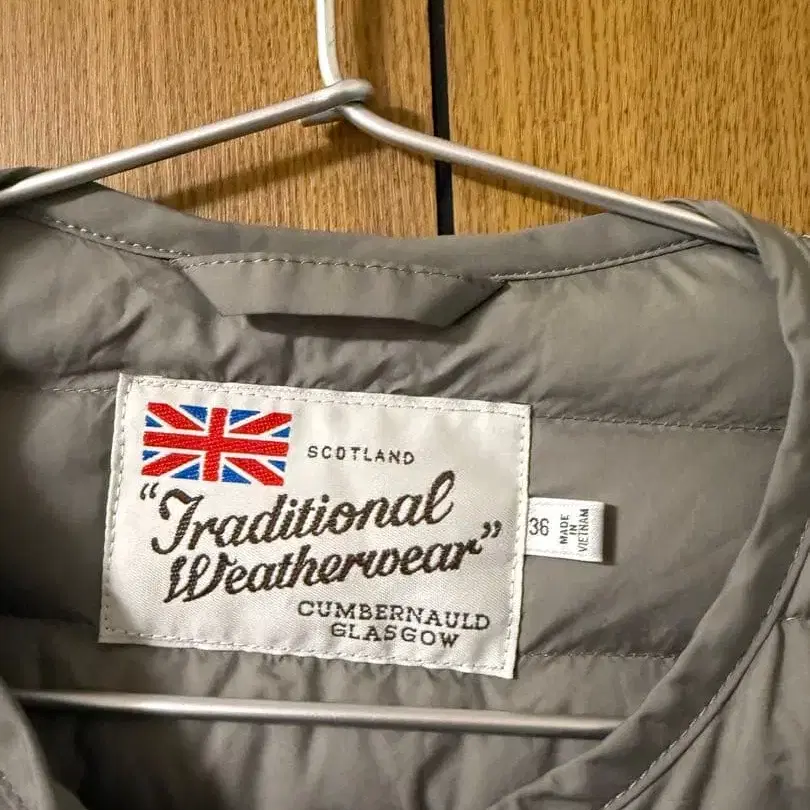 SCOTLAND
"Traditional
Weatherwear"
CUMBERNAULD
GLASGOW
36
MADE
IN
VIETNAM